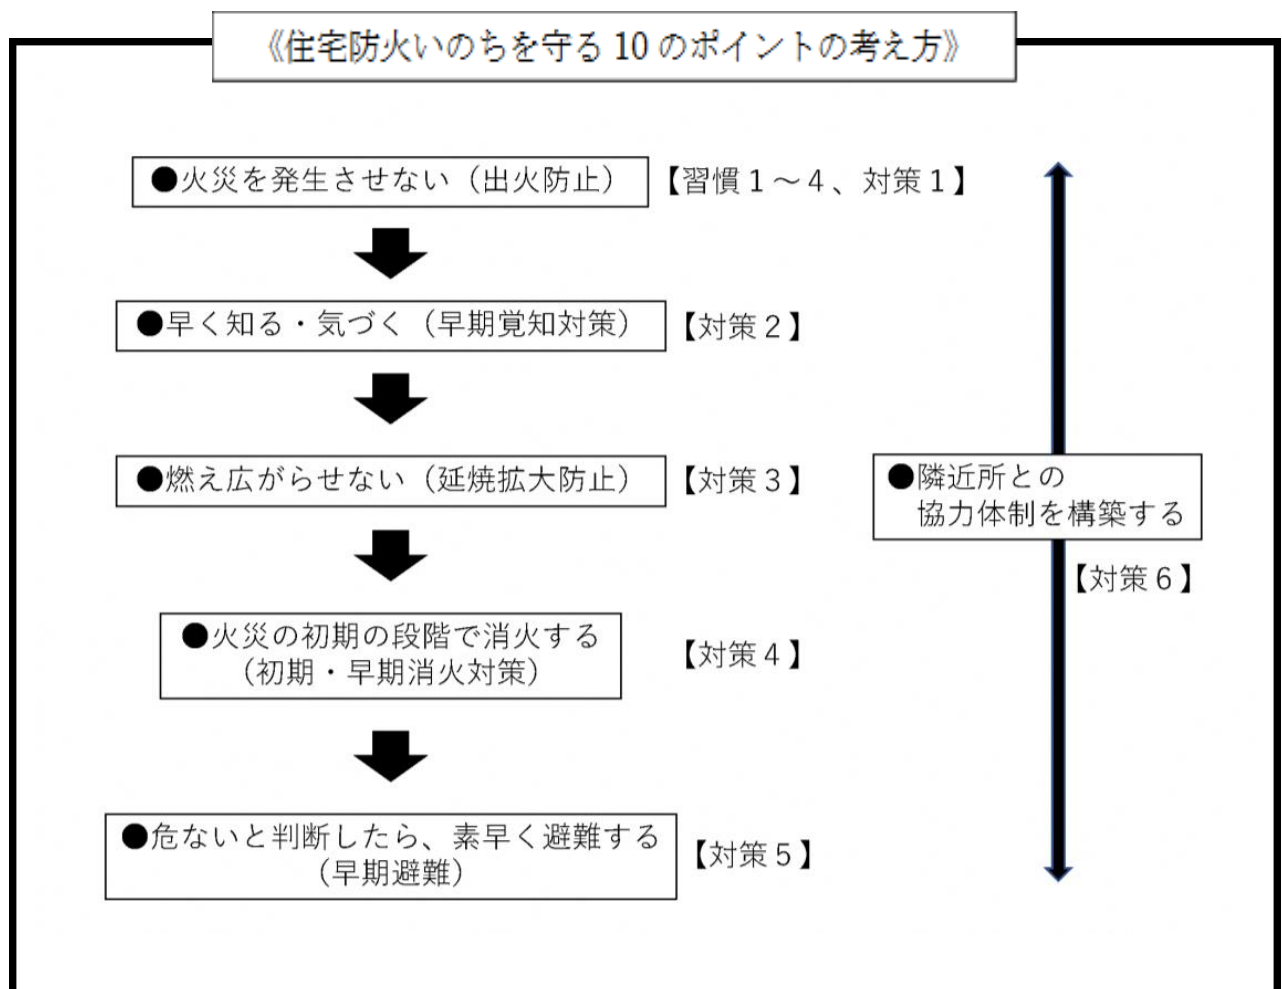 《住宅防火いのちを守る 10 のポイントの考え方》
●火災を発生させない（出火防止）
【習慣１～４、対策１】
●早く知る・気づく（早期覚知対策）
【対策２】
●燃え広がらせない（延焼拡大防止）
【対策３】
●火災の初期の段階で消火する
（初期・早期消火対策）
【対策４】
●危ないと判断したら、素早く避難する
（早期避難）
【対策５】
●隣近所との
協力体制を構築する
【対策６】